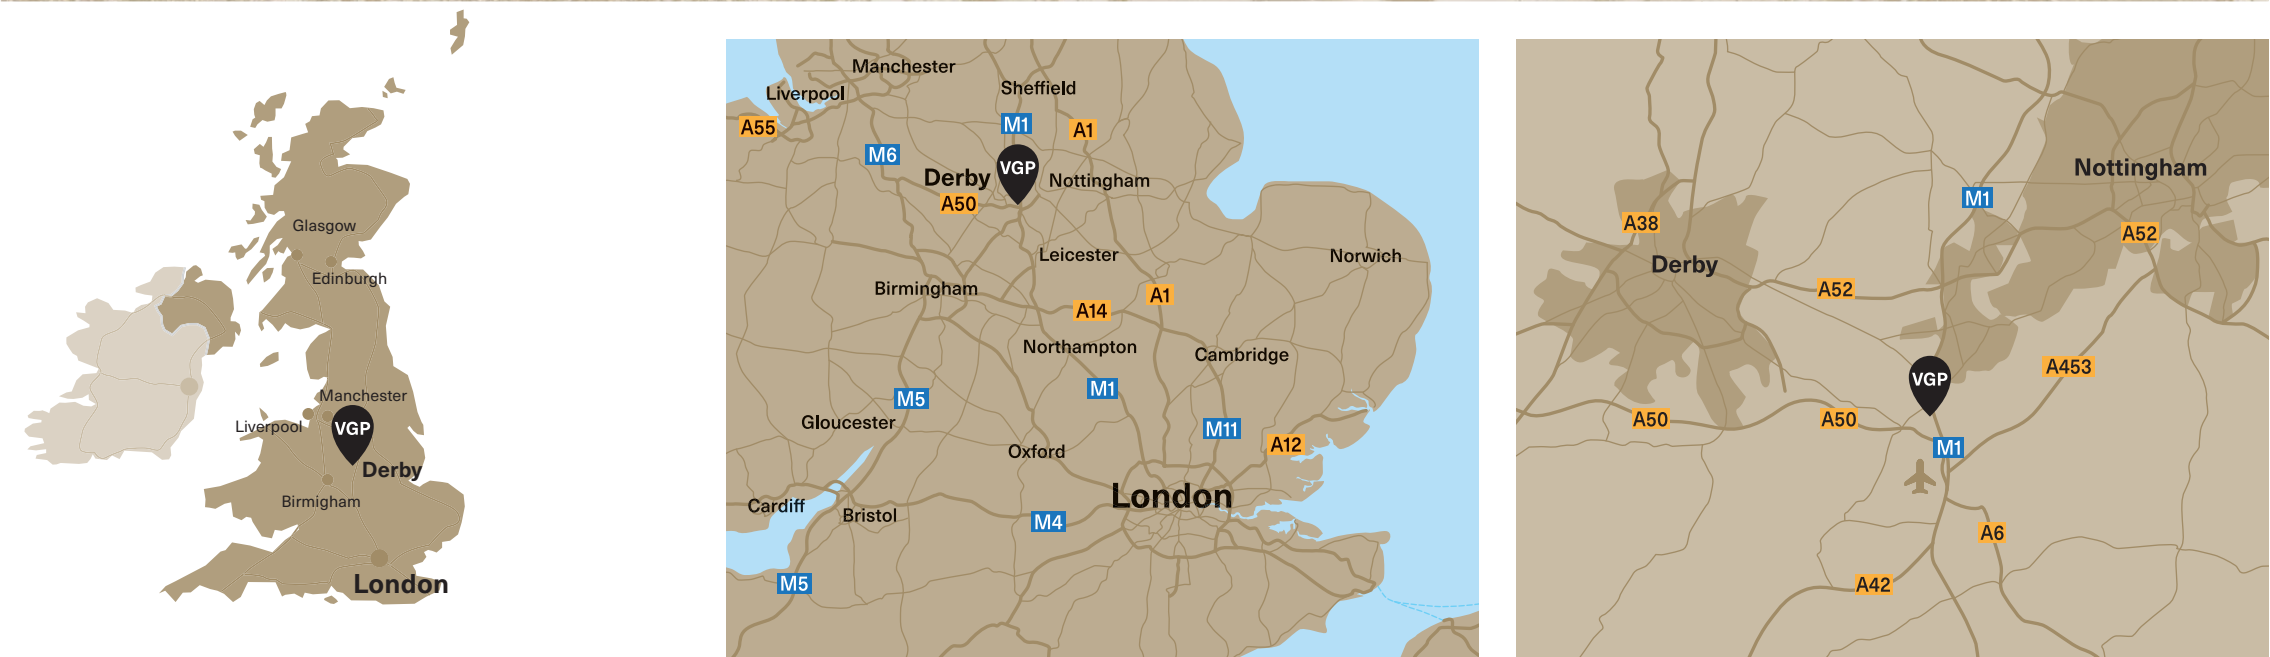 Glasgow
Edinburgh
Manchester
Liverpool
VGP
Derby
Birmigham
London
Manchester
Sheffield
Liverpool
A55
M1
A1
M6
VGP
Derby
Nottingham
A50
Leicester
Norwich
Birmingham
A1
A14
Northampton
Cambridge
M1
M5
Gloucester
M11
A12
Oxford
London
Cardiff
Bristol
M4
M5
Nottingham
M1
A38
A52
Derby
A52
A453
VGP
A50
A50
M1
A6
A42